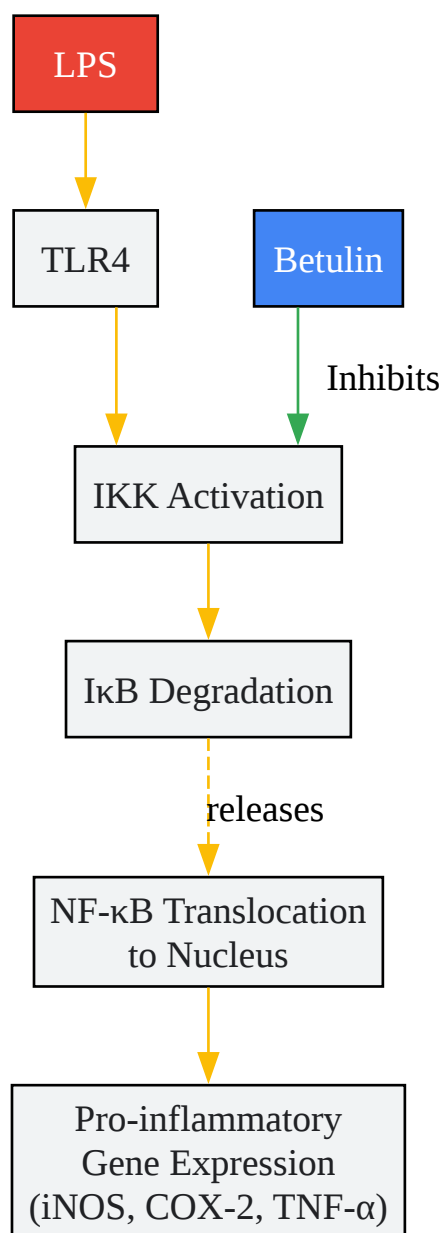 LPS
TLR4
Betulin
Inhibits
IKK Activation
IκB Degradation
releases
NF-κB Translocation
to Nucleus
Pro-inflammatory
Gene Expression
(iNOS, COX-2, TNF-α)